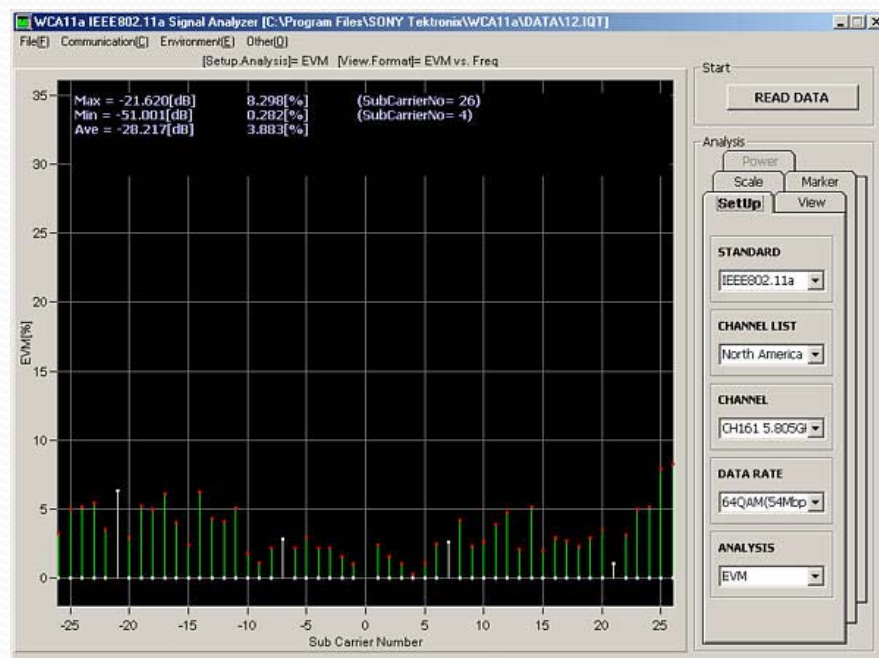 WCA11a IEEE802.11a Signal Analyzer [C:\Program Files\SONY Tektronix\WCA11a\DATA\12.IQT]
File(F) Communication(C) Environment(E) Other(O)
[Setup.Analysis]= EVM [View.Format]= EVM vs. Freq
Max = -21.620[dB] 8.298[%] (SubCarrierNo= 26)
Min = -51.001[dB] 0.282[%] (SubCarrierNo= 4)
Ave = -28.217[dB] 3.883[%]
35
30
25
20
15
10
5
0
EVM[%]
-25 -20 -15 -10 -5 0 5 10 15 20 25
Sub Carrier Number
Start
READ DATA
Analysis
Power
Scale Marker
SetUp View
STANDARD
IEEE802.11a
CHANNEL LIST
North America
CHANNEL
CH161 5.805G
DATA RATE
64QAM(54Mbp
ANALYSIS
EVM